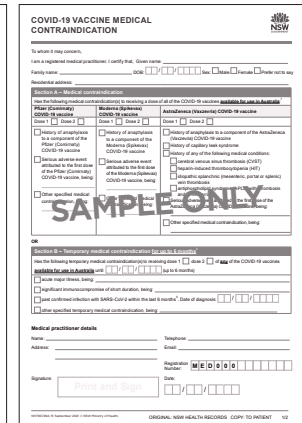 COVID-19 VACCINE MEDICAL
CONTRAINDICATION
NSW
To whom it may concern,
I am a registered medical practitioner. I certify that, Given name:
Family name: DOB: / / Sex: Male Female Prefer not to say
Residential address:
Section A – Medical contraindication
Has the following medical contraindication(s) to receiving a dose of all of the COVID-19 vaccines available for use in Australia
Pfizer (Comirnaty)
COVID-19 vaccine
Dose 1 Dose 2
Moderna (Spikevax)
COVID-19 vaccine
Dose 1 Dose 2
AstraZeneca (Vaxzevria) COVID-19 vaccine
Dose 1 Dose 2
History of anaphylaxis
to a component of the
Pfizer (Comirnaty)
COVID-19 vaccine
Serious adverse event
attributed to the first dose
of the Pfizer (Comirnaty)
COVID-19 vaccine, being:
Other specified medical
History of anaphylaxis
to a component of the
Moderna (Spikevax)
COVID-19 vaccine
Serious adverse event
attributed to the first dose of
the Moderna (Spikevax)
COVID-19 vaccine, being:
History of anaphylaxis to a component of the AstraZeneca
(Vaxzevria) COVID-19 vaccine
History of capillary leak syndrome
History of any of the following medical conditions:
cerebral venous sinus thrombosis (CVST)
heparin-induced thrombocytopenia (HIT)
idiopathic splanchnic (mesenteric, portal or splenic)
vein thrombosis
Other specified medical contraindication, being:
SAMPLE ONLY
OR
Section B – Temporary medical contraindication (for up to 6 months)
Has the following temporary medical contraindication(s) to receiving dose 1 dose 2 of any of the COVID-19 vaccines
available for use in Australia until / / (up to 6 months)
acute major illness, being:
significant immunocompromise of short duration, being:
past confirmed infection with SARS-CoV-2 within the last 6 months. Date of diagnosis: / /
other specified temporary medical contraindication, being:
Medical practitioner details
Name: Telephone:
Address: Email:
Registration
Number: MED000
Signature: Print and Sign Date:
/ /
ORIGINAL: NSW HEALTH RECORDS COPY: TO PATIENT 1/2